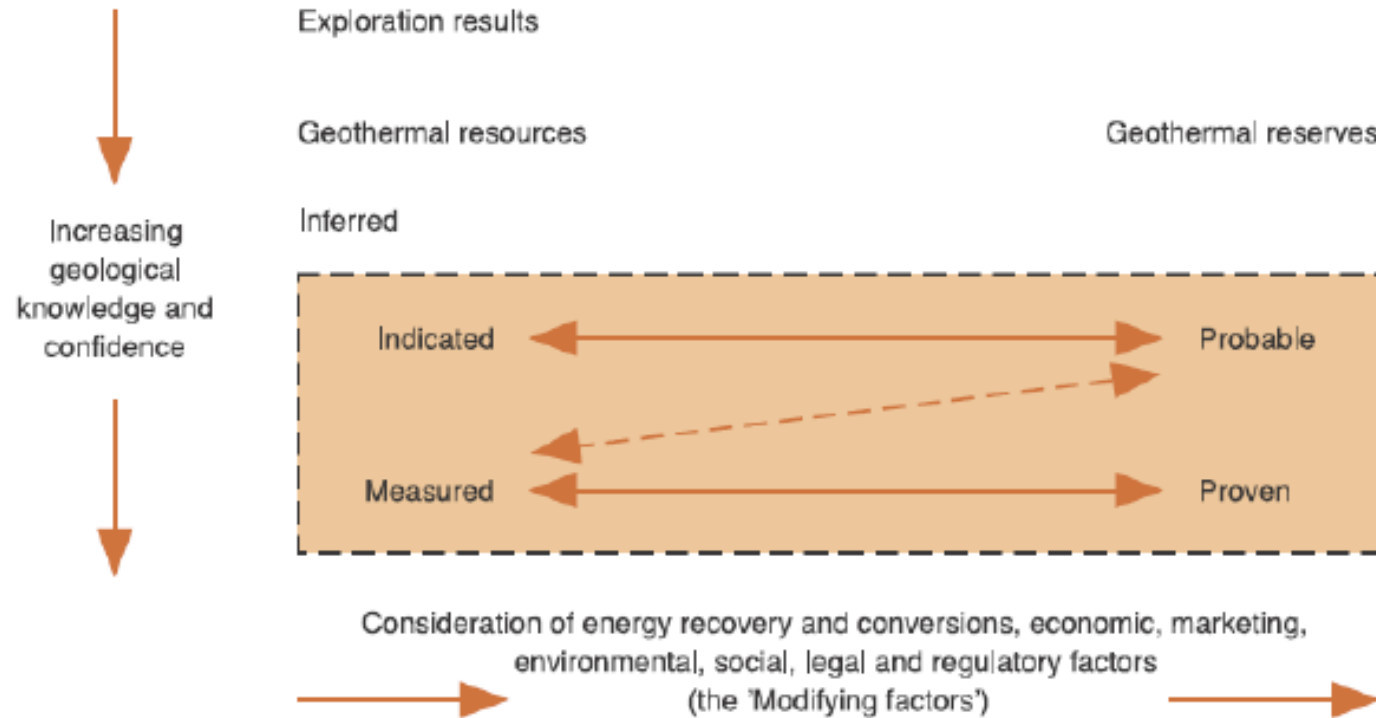 Exploration results
Geothermal resources
Geothermal reserves
Increasing
geological
knowledge and
confidence
Inferred
Indicated
Probable
Measured
Proven
Consideration of energy recovery and conversions, economic, marketing,
environmental, social, legal and regulatory factors
(the 'Modifying factors')